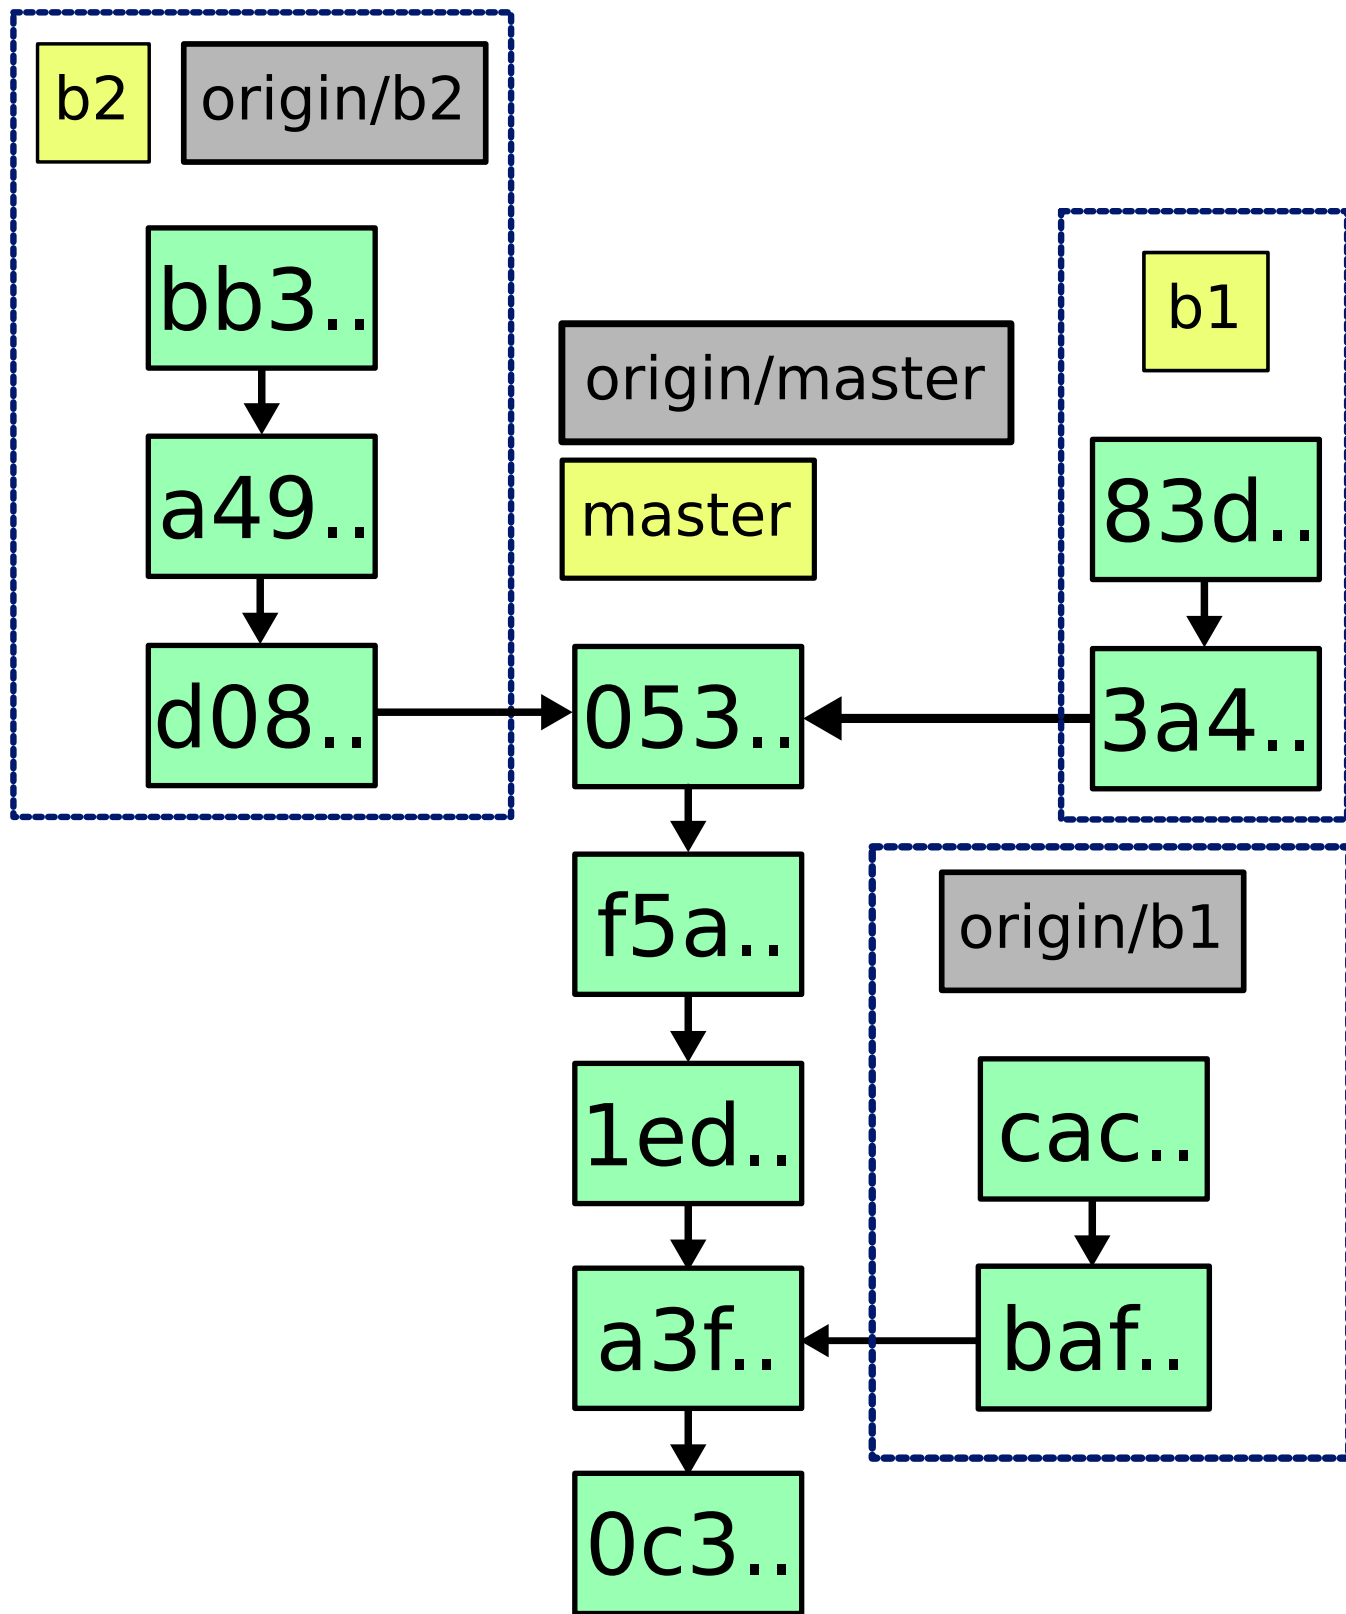 b2
origin/b2
bb3..
a49..
d08..
origin/master
master
053..
f5a..
1ed..
a3f..
0c3..
b1
83d..
3a4..
origin/b1
cac..
baf..